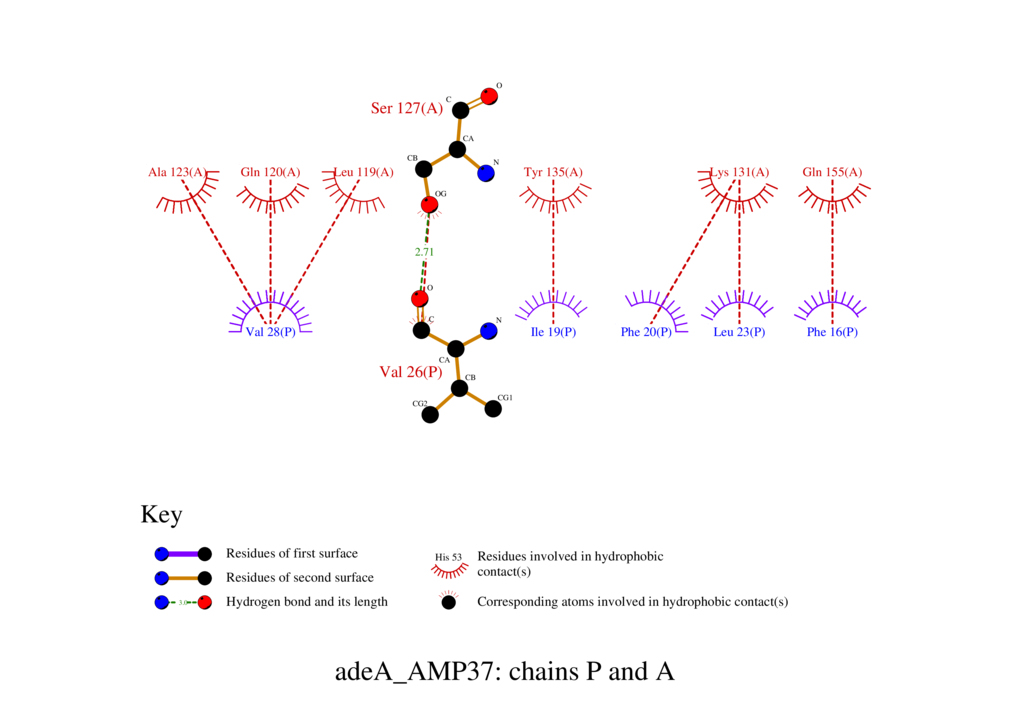 O
C
Ser 127(A)
CA
CB
N
Ala 123(A) Gln 120(A) Leu 119(A) Tyr 135(A) Lys 131(A) Gln 155(A)
OG
2.71
O
C N
Val 28(P) Ile 19(P) Phe 20(P) Leu 23(P) Phe 16(P)
CA
Val 26(P)
CB
CG2 CG1
Key
Residues of first surface
Residues of second surface
3.0 Hydrogen bond and its length
His 53 Residues involved in hydrophobic
contact(s)
Corresponding atoms involved in hydrophobic contact(s)
adeA_AMP37: chains P and A